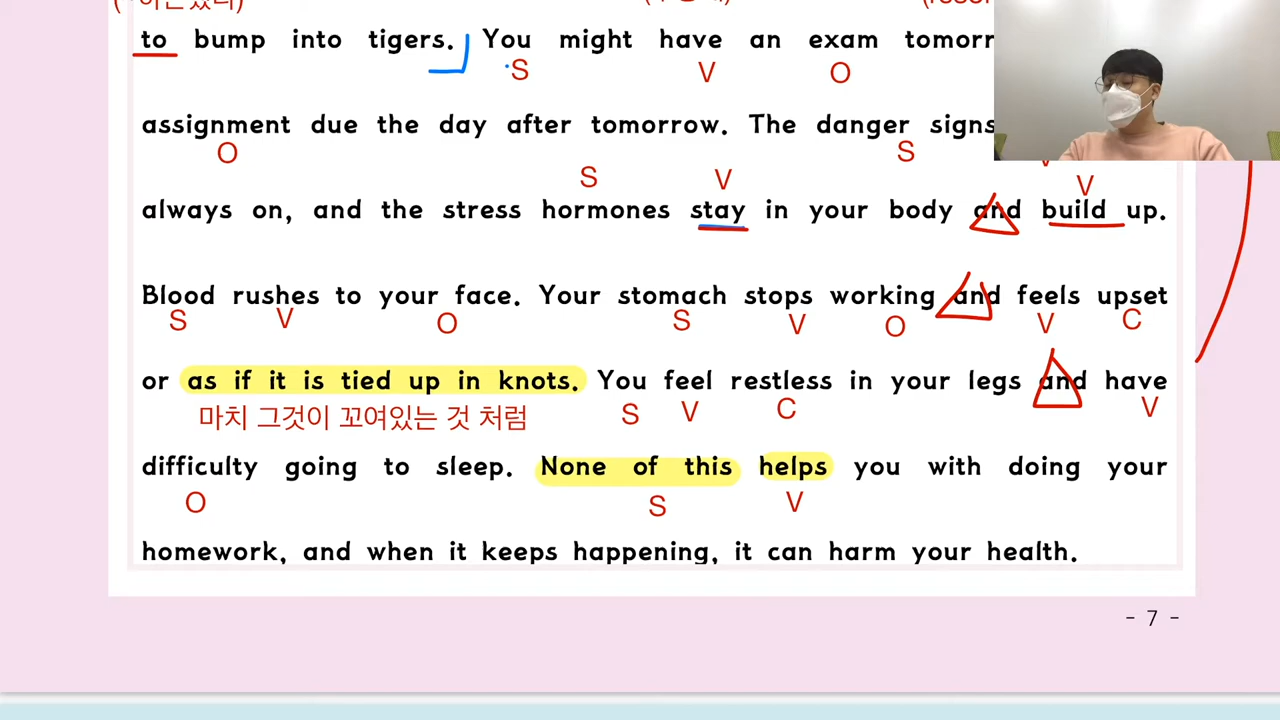 to bump into tigers. You might have an exam
S V O
assignment due the day after tomorrow. The danger signs
O S
S V V
always on, and the stress hormones stay in your body and build up.
Blood rushes to your face. Your stomach stops working and feels upset
S V O S V O V C
or as if it is tied up in knots. You feel restless in your legs and have
마치 그것이 꼬여있는 것 처럼 S V C V
difficulty going to sleep. None of this helps you with doing your
O S V
homework, and when it keeps happening, it can harm your health.
- 7 -